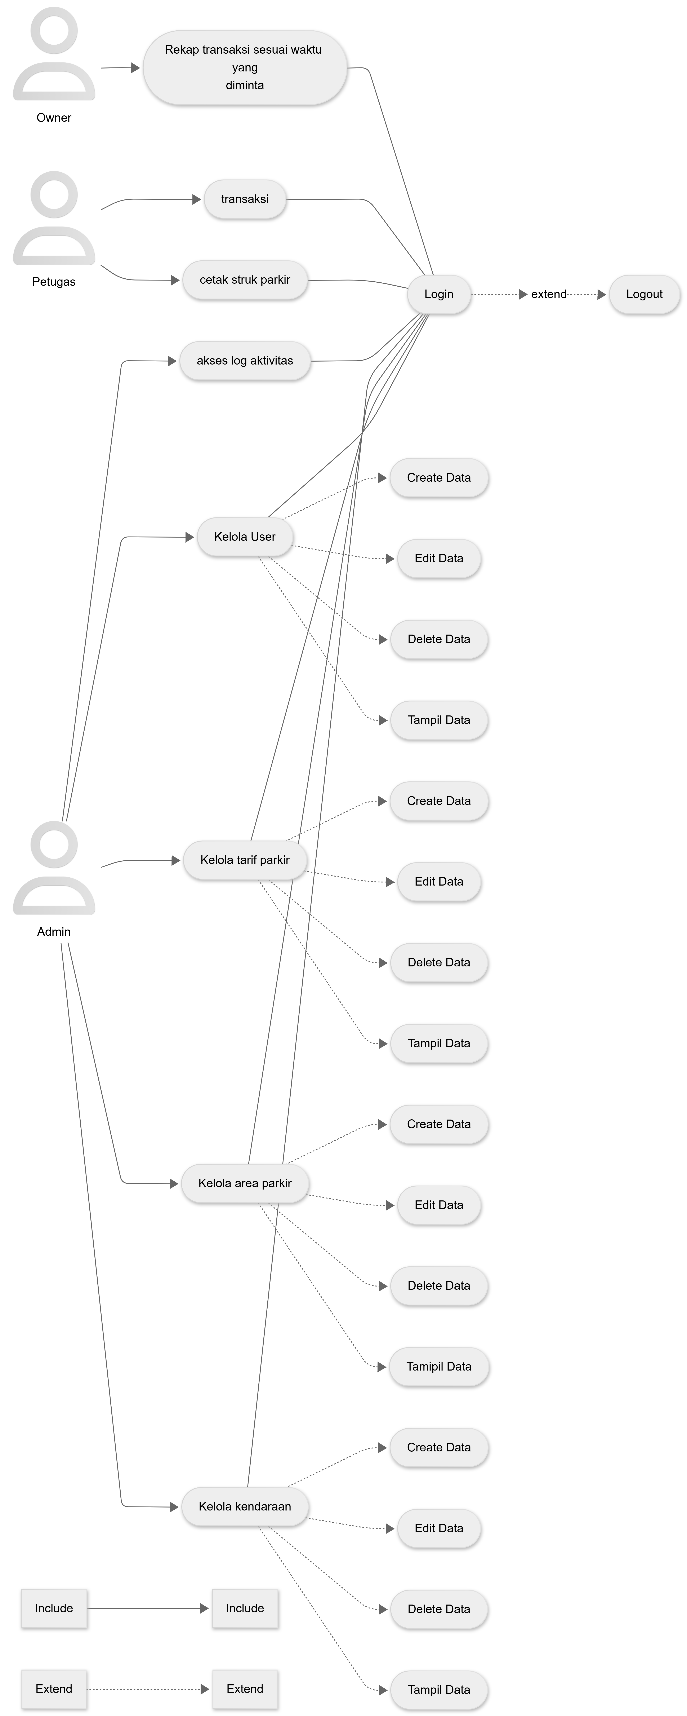 Rekap transaksi sesuai waktu
yang
diminta
Owner
transaksi
Petugas
cetak struk parkir
Login
extend
Logout
akses log aktivitas
Create Data
Kelola User
Edit Data
Delete Data
Tampil Data
Create Data
Kelola tarif parkir
Edit Data
Admin
Delete Data
Tampil Data
Create Data
Kelola area parkir
Edit Data
Delete Data
Tamipil Data
Create Data
Kelola kendaraan
Edit Data
Include
Include
Delete Data
Extend
Extend
Tampil Data